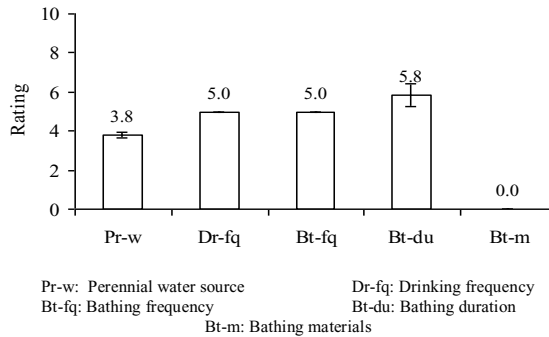 10
8
6
4
2
0
Rating
3.8
5.0
5.0
5.8
0.0
Pr-w Dr-fq Bt-fq Bt-du Bt-m
Pr-w: Perennial water source Dr-fq: Drinking frequency
Bt-fq: Bathing frequency Bt-du: Bathing duration
Bt-m: Bathing materials